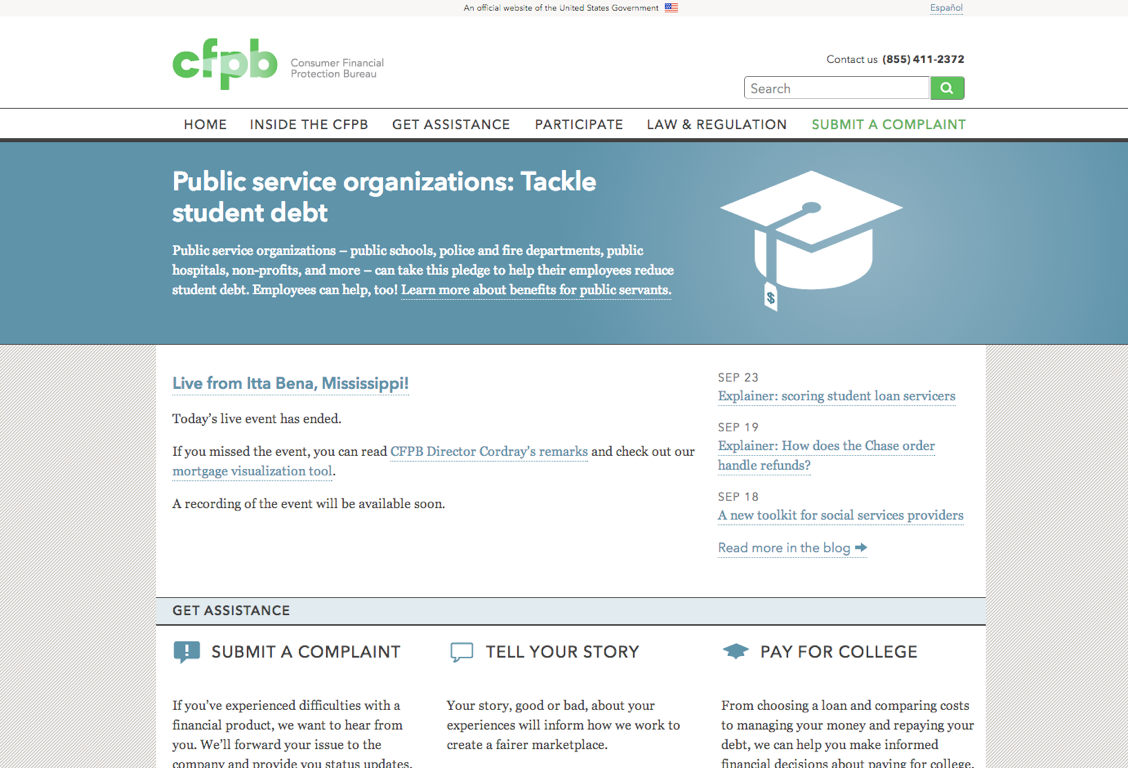 An official website of the United States Government
Español
cfpb
Consumer Financial
Protection Bureau
Contact us (855) 411-2372
Search
HOME
INSIDE THE CFPB
GET ASSISTANCE
PARTICIPATE
LAW & REGULATION
SUBMIT A COMPLAINT
Public service organizations: Tackle
student debt
Public service organizations – public schools, police and fire departments, public
hospitals, non-profits, and more – can take this pledge to help their employees reduce
student debt. Employees can help, too! Learn more about benefits for public servants.
$
Live from Itta Bena, Mississippi!
Today’s live event has ended.
If you missed the event, you can read CFPB Director Cordray’s remarks and check out our
mortgage visualization tool.
A recording of the event will be available soon.
SEP 23
Explainer: scoring student loan servicers
SEP 19
Explainer: How does the Chase order
handle refunds?
SEP 18
A new toolkit for social services providers
Read more in the blog
GET ASSISTANCE
SUBMIT A COMPLAINT
If you’ve experienced difficulties with a
financial product, we want to hear from
you. We’ll forward your issue to the
company and provide you status updates.
TELL YOUR STORY
Your story, good or bad, about your
experiences will inform how we work to
create a fairer marketplace.
PAY FOR COLLEGE
From choosing a loan and comparing costs
to managing your money and repaying your
debt, we can help you make informed
financial decisions about paying for college.